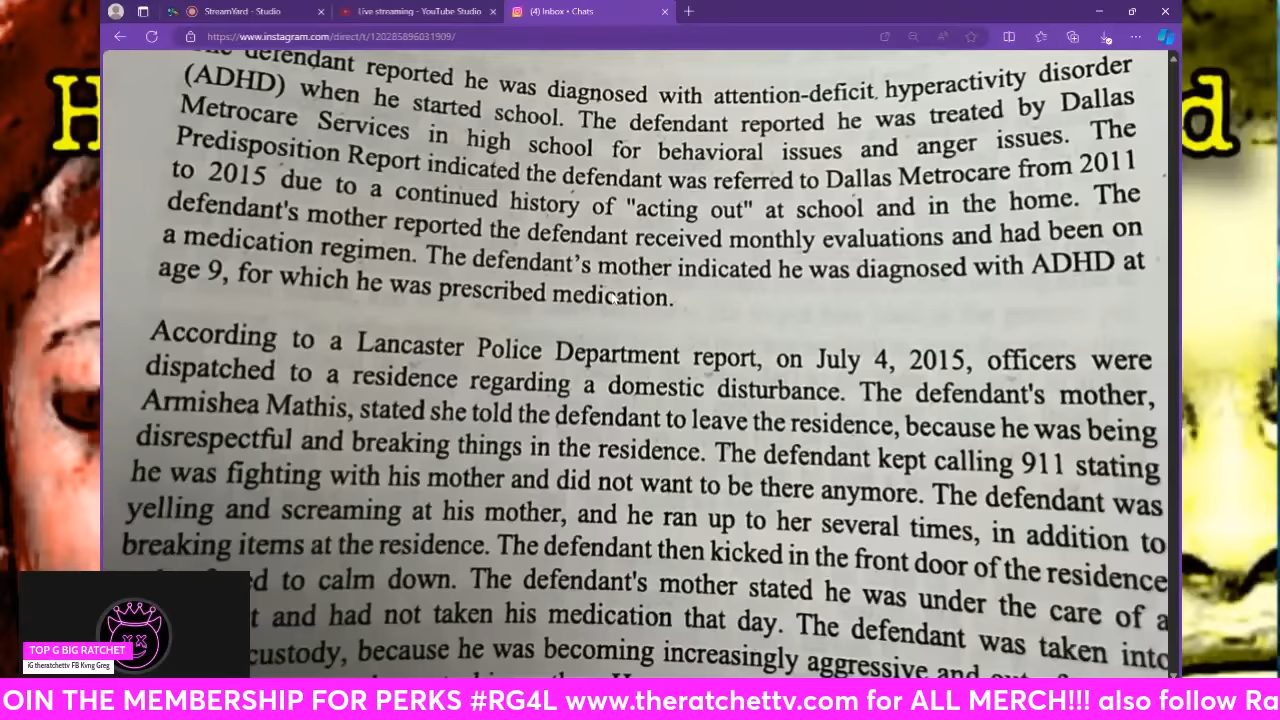 StreamYard - Studio
Live streaming - YouTube Studio
(4) Inbox • Chats
https://www.instagram.com/direct/t/120285896031909/
H
d
defendant reported he was diagnosed with attention-deficit hyperactivity disorder
(ADHD) when he started school. The defendant reported he was treated by Dallas
Metrocare Services in high school for behavioral issues and anger issues. The
Predisposition Report indicated the defendant was referred to Dallas Metrocare from 2011
to 2015 due to a continued history of "acting out" at school and in the home. The
defendant's mother reported the defendant received monthly evaluations and had been on
a medication regimen. The defendant's mother indicated he was diagnosed with ADHD at
age 9, for which he was prescribed medication.
According to a Lancaster Police Department report, on July 4, 2015, officers were
dispatched to a residence regarding a domestic disturbance. The defendant's mother,
Armishea Mathis, stated she told the defendant to leave the residence, because he was being
disrespectful and breaking things in the residence. The defendant kept calling 911 stating
he was fighting with his mother and did not want to be there anymore. The defendant was
yelling and screaming at his mother, and he ran up to her several times, in addition to
breaking items at the residence. The defendant then kicked in the front door of the residence
to calm down. The defendant's mother stated he was under the care of a
and had not taken his medication that day. The defendant was taken into
custody, because he was becoming increasingly aggressive and
TOP G BIG RATCHET
iG theratchettv FB Kvng Greg
OIN THE MEMBERSHIP FOR PERKS #RG4L www.theratchettv.com for ALL MERCH!!! also follow Ra